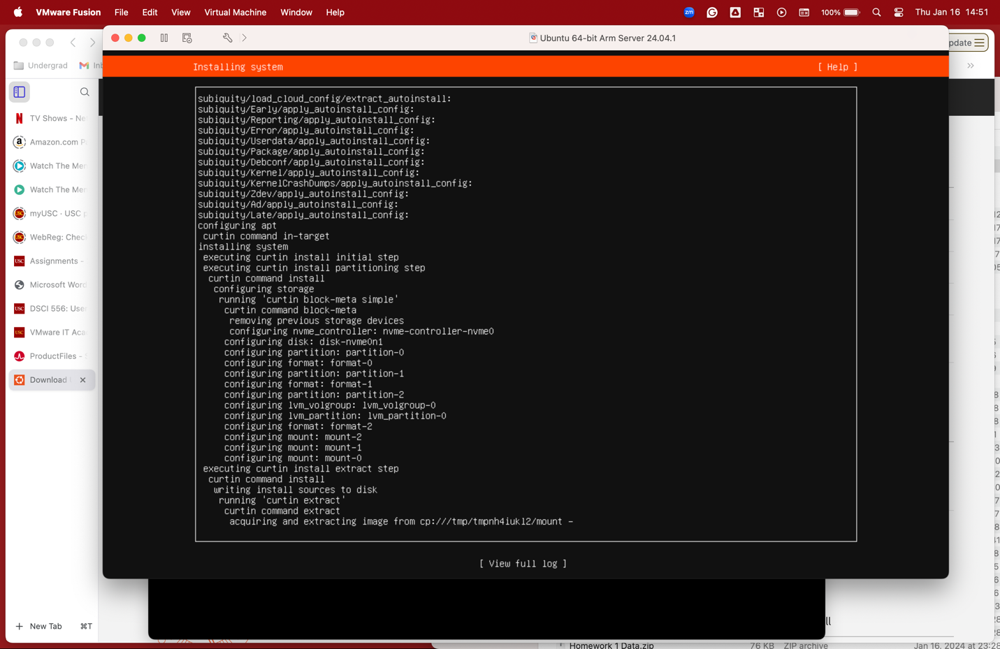 VMware Fusion File Edit View Virtual Machine Window Help
zm 100% Thu Jan 16 14:51
Ubuntu 64-bit Arm Server 24.04.1
pdate
Undergrad
Installing system [ Help ]
subiquity/load_cloud_config/extract_autoinstall:
subiquity/Early/apply_autoinstall_config:
subiquity/Reporting/apply_autoinstall_config:
subiquity/Error/apply_autoinstall_config:
subiquity/Userdata/apply_autoinstall_config:
subiquity/Package/apply_autoinstall_config:
subiquity/Debconf/apply_autoinstall_config:
subiquity/Kernel/apply_autoinstall_config:
subiquity/KernelCrashDumps/apply_autoinstall_config:
subiquity/Zdev/apply_autoinstall_config:
subiquity/Ad/apply_autoinstall_config:
subiquity/Late/apply_autoinstall_config:
configuring apt
curtin command in-target
installing system
executing curtin install initial step
executing curtin install partitioning step
curtin command install
configuring storage
running 'curtin block-meta simple'
curtin command block-meta
removing previous storage devices
configuring nvme_controller: nvme-controller-nvme0
configuring disk: disk-nvme0n1
configuring partition: partition-0
configuring format: format-0
configuring partition: partition-1
configuring format: format-1
configuring partition: partition-2
configuring lvm_volgroup: lvm_volgroup-0
configuring lvm_partition: lvm_partition-0
configuring format: format-2
configuring mount: mount-2
configuring mount: mount-1
configuring mount: mount-0
executing curtin install extract step
curtin command install
writing install sources to disk
running 'curtin extract'
curtin command extract
acquiring and extracting image from cp:///tmp/tmpnh4iukl2/mount -
[ View full log ]
TV Shows - Ne
Amazon.com P
Watch The Men
Watch The Men
myUSC · USC p
WebReg: Chec
Assignments -
Microsoft Word
DSCI 556: User
VMware IT Aca
ProductFiles -
Download
New Tab ⌘T
ll
Homework 1 Data.zip 76 KB ZIP archive Jan 16, 2024 at 23:28